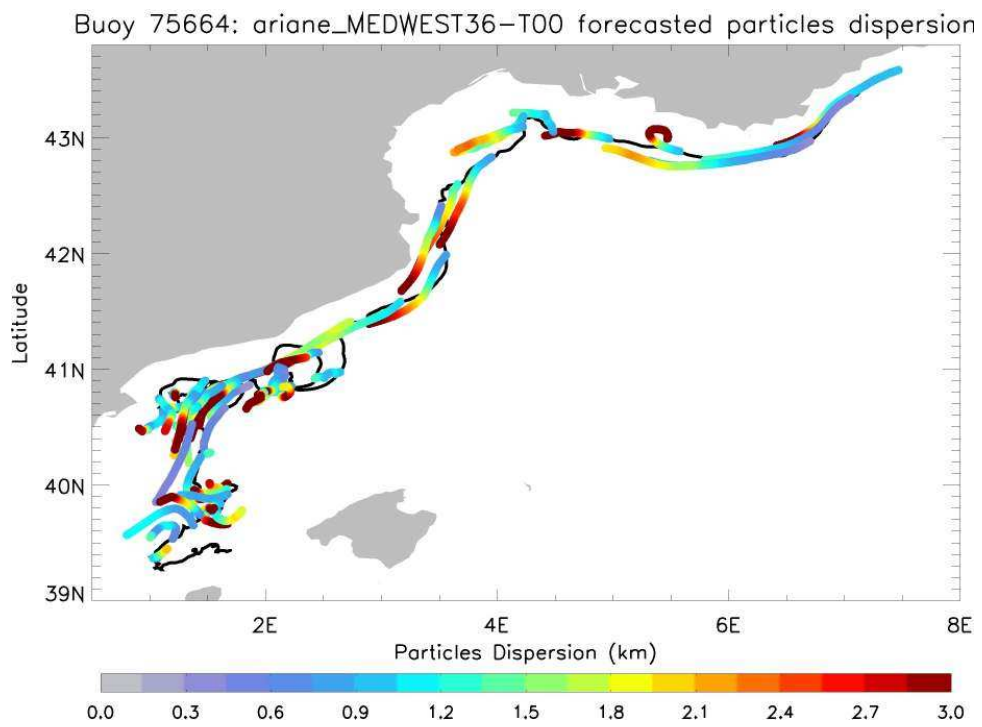 Buoy 75664: ariane_MEDWEST36-T00 forecasted particles dispersion
43N
42N
Latitude
41N
40N
39N
2E 4E 6E 8E
Particles Dispersion (km)
0.0 0.3 0.6 0.9 1.2 1.5 1.8 2.1 2.4 2.7 3.0